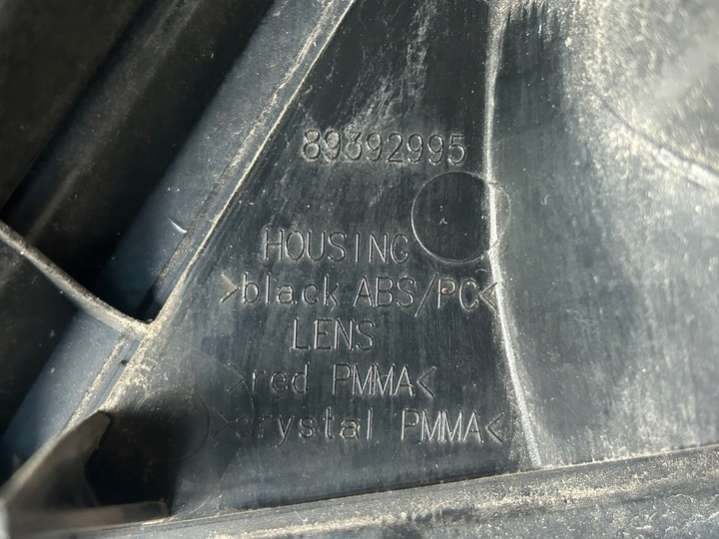 89392995
HOUSING
>black ABS/PC<
LENS
>red PMMA<
>crystal PMMA<